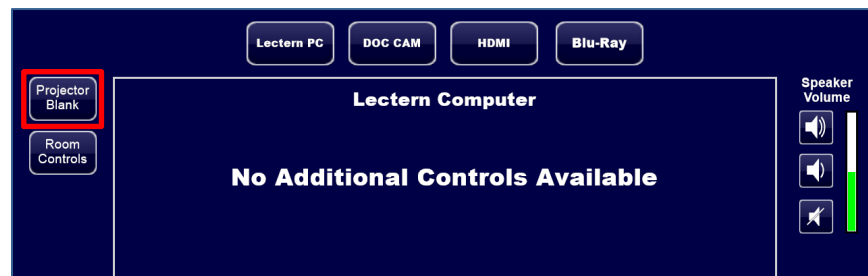 Lectern PC
DOC CAM
HDMI
Blu-Ray
Projector
Blank
Room
Controls
Lectern Computer
No Additional Controls Available
Speaker
Volume